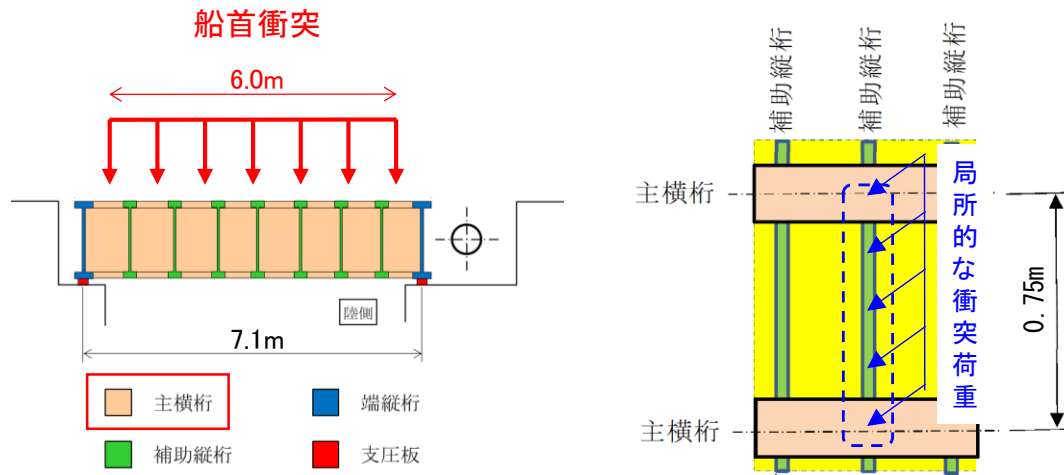 船首衝突
6.0m
陸側
7.1m
主横桁
端縦桁
補助縦桁
支圧板
補助縦桁
補助縦桁
補助縦桁
主横桁
主横桁
局所的な衝突荷重
0.75m